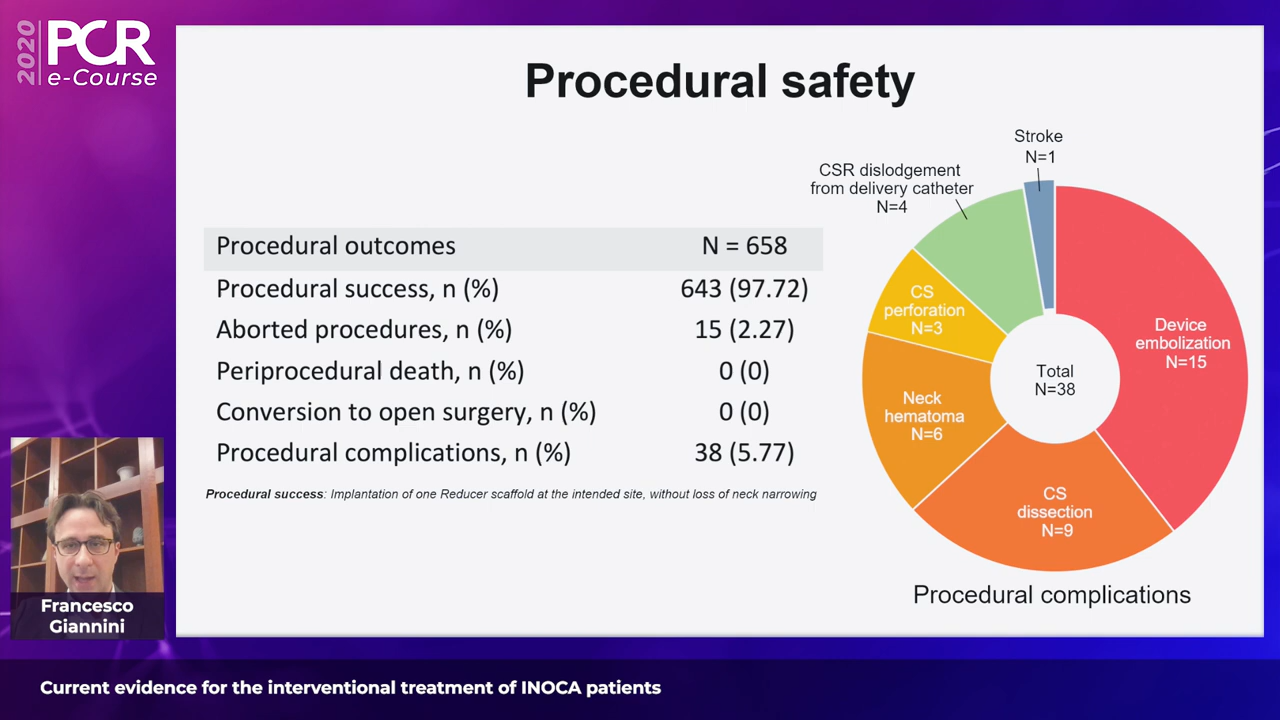 2020
PCR
e-Course
Procedural safety
Procedural outcomes N = 658
Procedural success, n (%) 643 (97.72)
Aborted procedures, n (%) 15 (2.27)
Periprocedural death, n (%) 0 (0)
Conversion to open surgery, n (%) 0 (0)
Procedural complications, n (%) 38 (5.77)
Procedural success: Implantation of one Reducer scaffold at the intended site, without loss of neck narrowing
Stroke
N=1
CSR dislodgement
from delivery catheter
N=4
CS
perforation
N=3
Device
embolization
N=15
Total
N=38
Neck
hematoma
N=6
CS
dissection
N=9
Procedural complications
Francesco
Giannini
Current evidence for the interventional treatment of INOCA patients